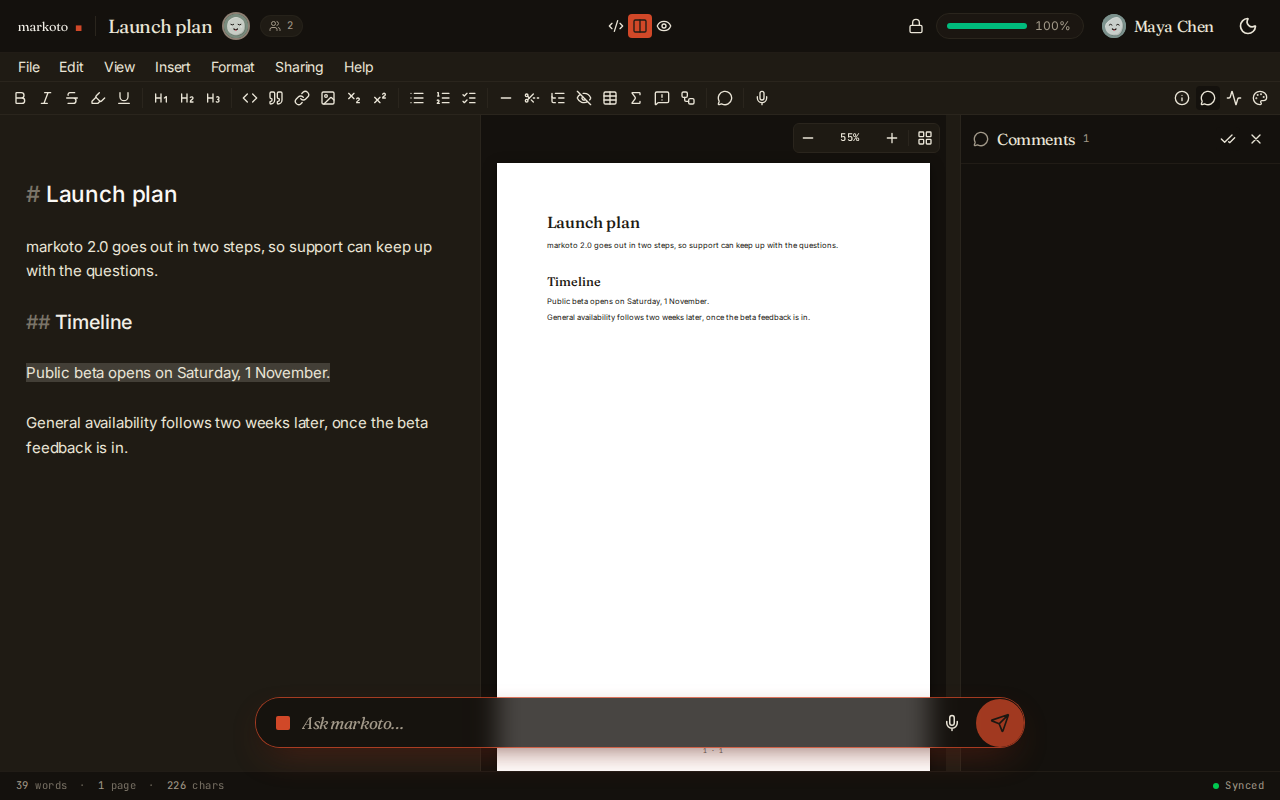 markoto
Launch plan
2
100%
Maya Chen
File Edit View Insert Format Sharing Help
H1 H2 H3
X2 x2
55%
Comments 1
# Launch plan
markoto 2.0 goes out in two steps, so support can keep up
with the questions.
## Timeline
Public beta opens on Saturday, 1 November.
General availability follows two weeks later, once the beta
feedback is in.
Launch plan
markoto 2.0 goes out in two steps, so support can keep up with the questions.
Timeline
Public beta opens on Saturday, 1 November.
General availability follows two weeks later, once the beta feedback is in.
Ask markoto...
1 · 1
39 words · 1 page · 226 chars
Synced